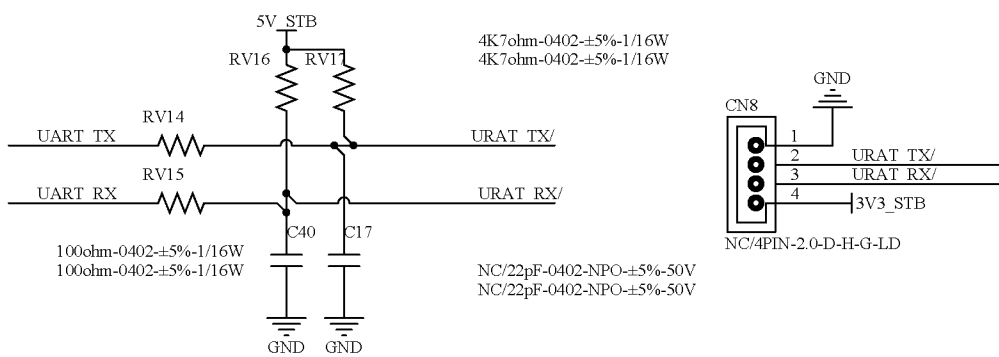 5V_STB
RV16
RV17
4K7ohm-0402-±5%-1/16W
4K7ohm-0402-±5%-1/16W
GND
CN8
RV14
UART_TX
URAT_TX/
1
2
URAT_TX/
RV15
3
URAT_RX/
UART_RX
URAT_RX/
4
3V3_STB
C40
C17
NC/4PIN-2.0-D-H-G-LD
100ohm-0402-±5%-1/16W
100ohm-0402-±5%-1/16W
NC/22pF-0402-NPO-±5%-50V
NC/22pF-0402-NPO-±5%-50V
GND
GND